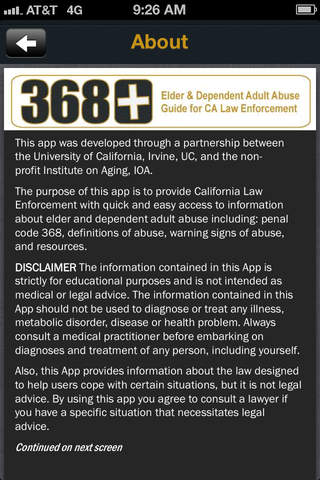 AT&T 4G 9:26 AM
About
368+ Elder & Dependent Adult Abuse
Guide for CA Law Enforcement
This app was developed through a partnership between
the University of California, Irvine, UC, and the non-
profit Institute on Aging, IOA.
The purpose of this app is to provide California Law
Enforcement with quick and easy access to information
about elder and dependent adult abuse including: penal
code 368, definitions of abuse, warning signs of abuse,
and resources.
DISCLAIMER The information contained in this App is
strictly for educational purposes and is not intended as
medical or legal advice. The information contained in this
App should not be used to diagnose or treat any illness,
metabolic disorder, disease or health problem. Always
consult a medical practitioner before embarking on
diagnoses and treatment of any person, including yourself.
Also, this App provides information about the law designed
to help users cope with certain situations, but it is not legal
advice. By using this app you agree to consult a lawyer if
you have a specific situation that necessitates legal
advice.
Continued on next screen